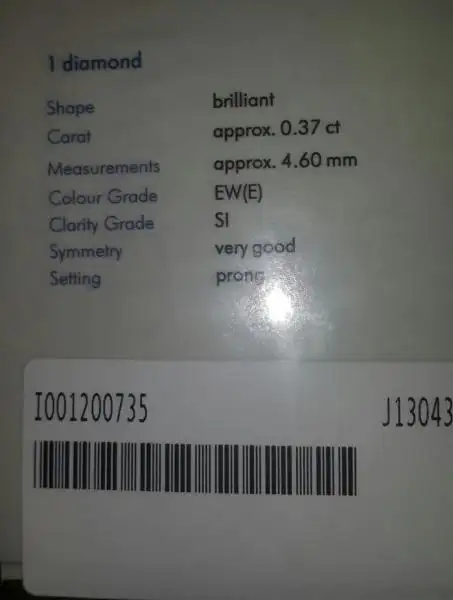 1 diamond
Shape brilliant
Carat approx. 0.37 ct
Measurements approx. 4.60 mm
Colour Grade EW(E)
Clarity Grade SI
Symmetry very good
Setting prong
I001200735 J13043